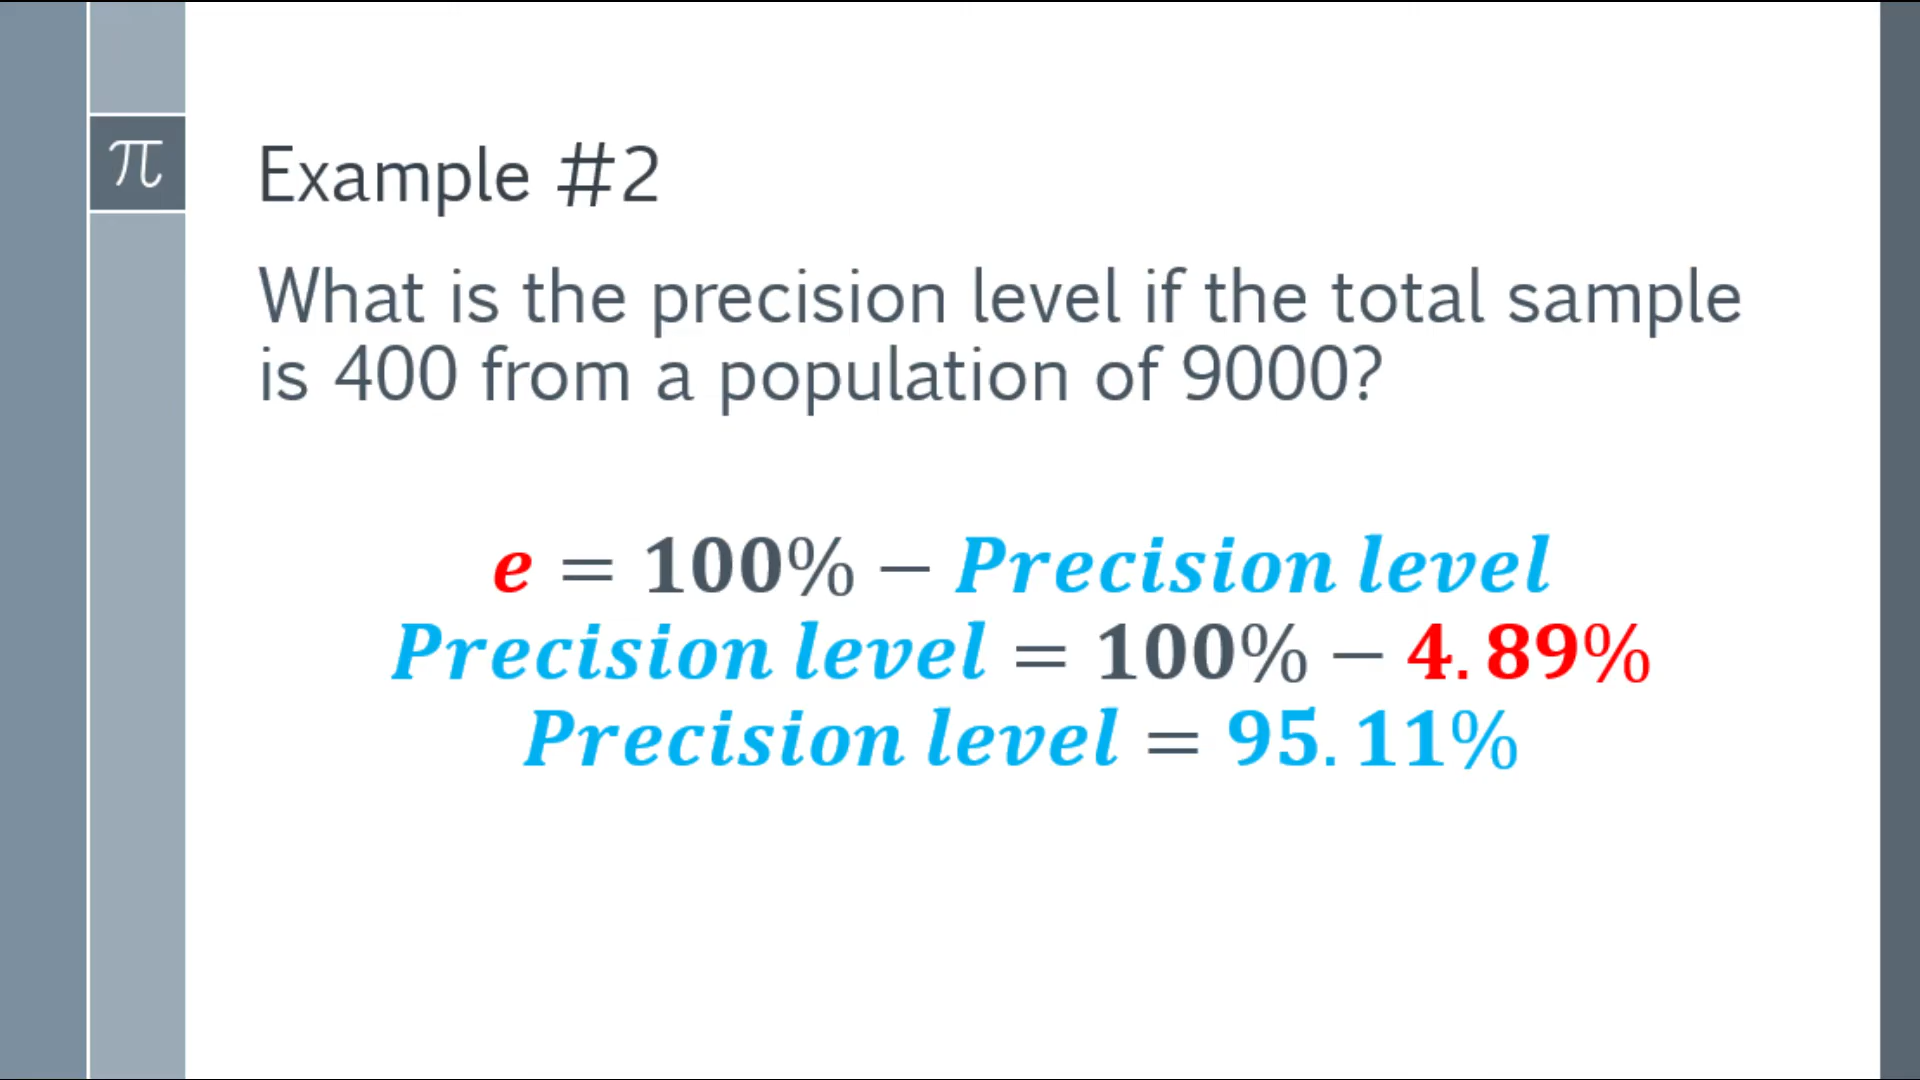 π
Example #2
What is the precision level if the total sample
is 400 from a population of 9000?
e = 100% − Precision level
Precision level = 100% − 4.89%
Precision level = 95.11%